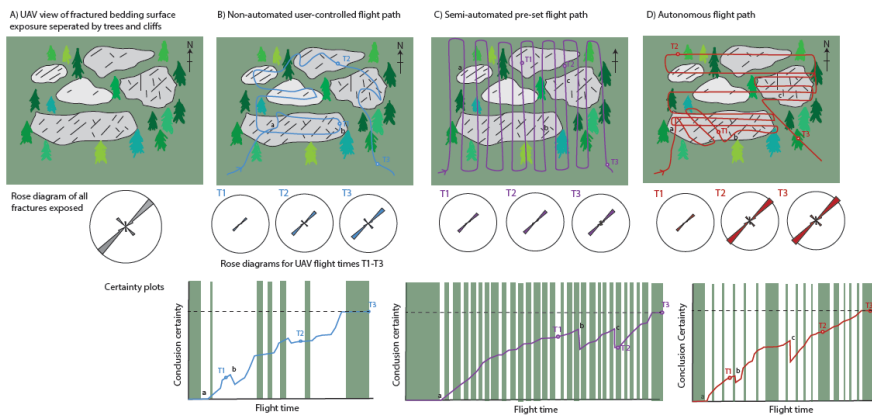 A) UAV view of fractured bedding surface
exposure seperated by trees and cliffs
B) Non-automated user-controlled flight path
C) Semi-automated pre-set flight path
D) Autonomous flight path
N
T2
a
b
T3
N
T1
T2
a
c
b
T3
N
T2
c
a
T1
b
T3
N
Rose diagram of all
fractures exposed
T1
T2
T3
T1
T2
T3
T1
T2
T3
Rose diagrams for UAV flight times T1-T3
Certainty plots
Conclusion certainty
a
T1
b
T2
T3
Flight time
Conclusion certainty
a
T1
b
c
T2
T3
Flight time
Conclusion Certainty
a
T1
b
c
T2
T3
Flight time